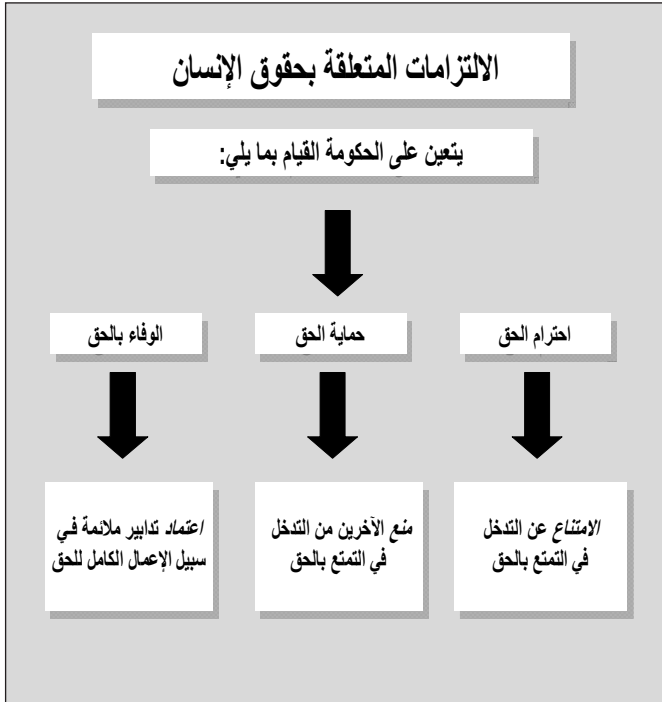 الالتزامات المتعلقة بحقوق الإنسان
يتعين على الحكومة القيام بما يلي:
احترام الحق
حماية الحق
الوفاء بالحق
الامتناع عن التدخل
في التمتع بالحق
منع الآخرين من التدخل
في التمتع بالحق
اعتماد تدابير ملائمة في
سبيل الإعمال الكامل للحق